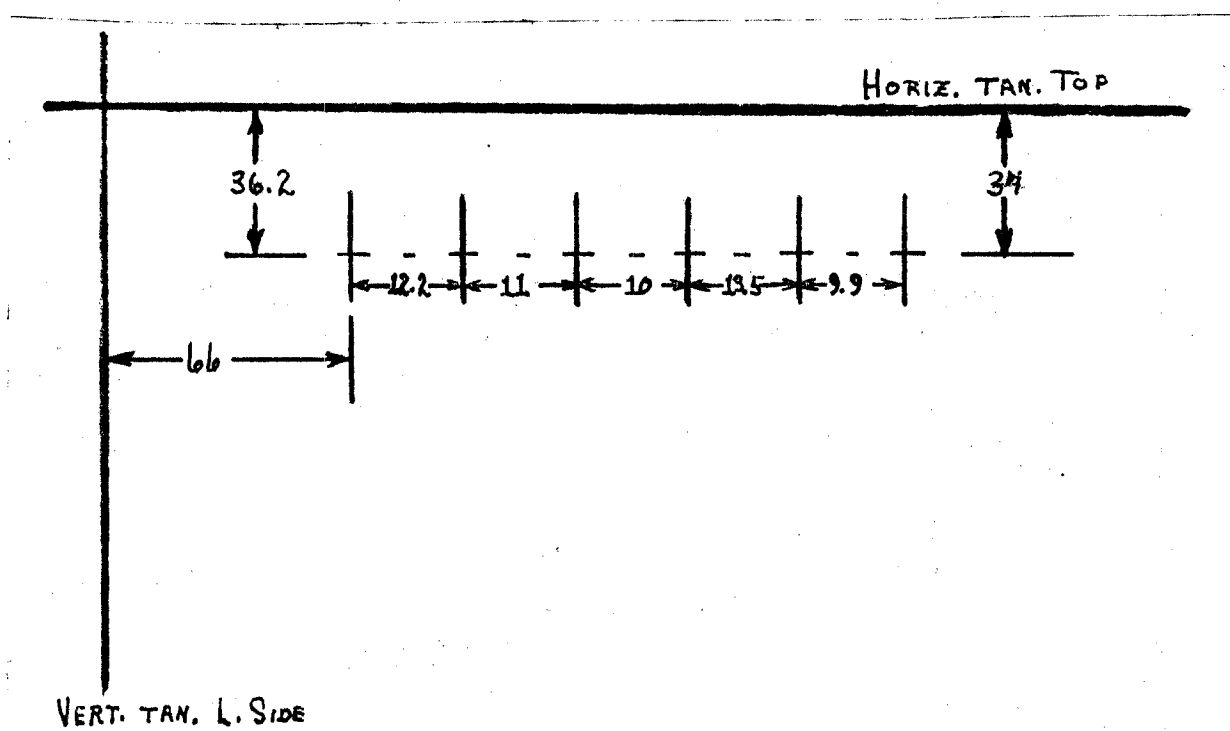 HORIZ. TAN. TOP
36.2
34
12.2 11 10 13.5 9.9
66
VERT. TAN. L. SIDE